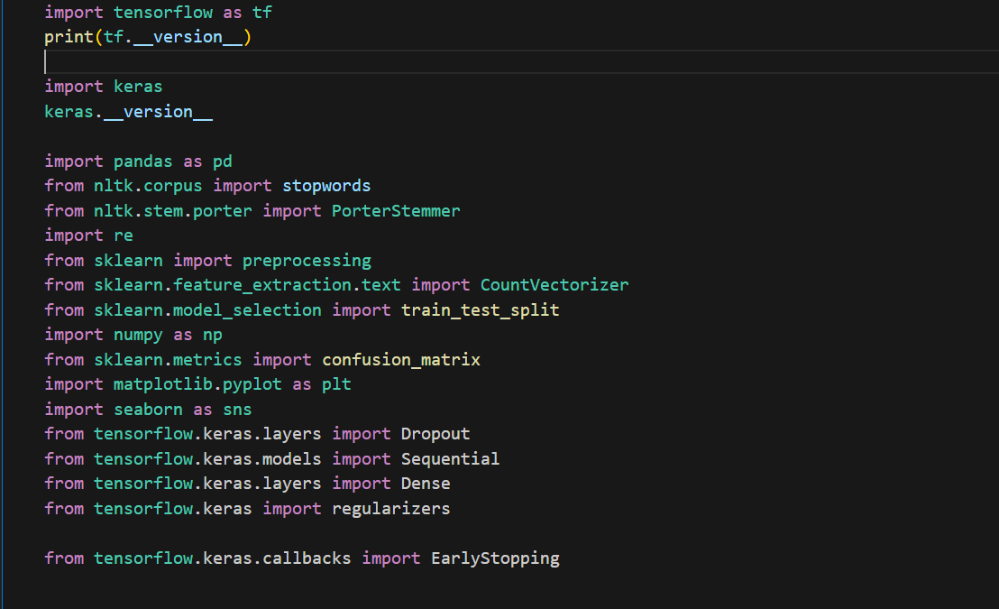 import tensorflow as tf
print(tf.__version__)
import keras
keras.__version__
import pandas as pd
from nltk.corpus import stopwords
from nltk.stem.porter import PorterStemmer
import re
from sklearn import preprocessing
from sklearn.feature_extraction.text import CountVectorizer
from sklearn.model_selection import train_test_split
import numpy as np
from sklearn.metrics import confusion_matrix
import matplotlib.pyplot as plt
import seaborn as sns
from tensorflow.keras.layers import Dropout
from tensorflow.keras.models import Sequential
from tensorflow.keras.layers import Dense
from tensorflow.keras import regularizers
from tensorflow.keras.callbacks import EarlyStopping